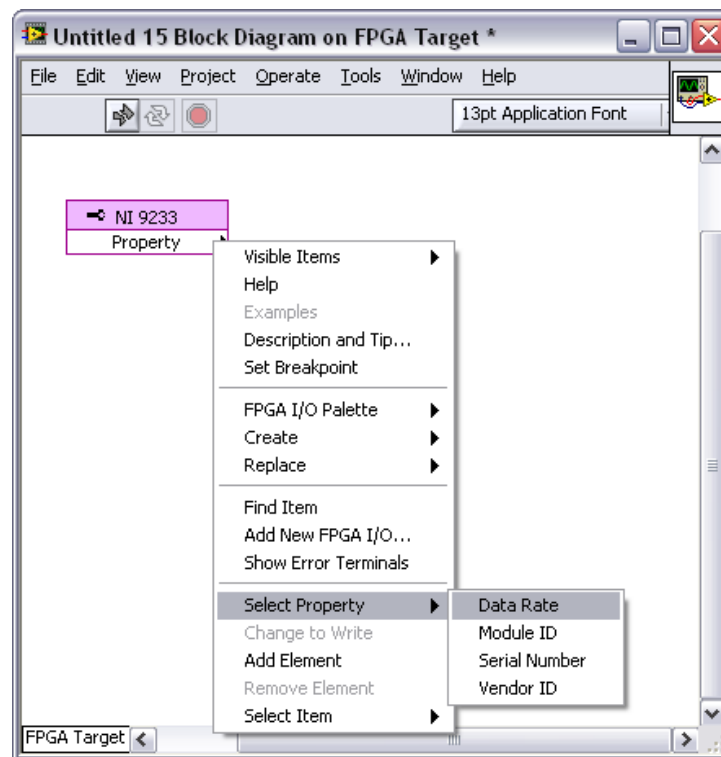 Untitled 15 Block Diagram on FPGA Target *
File Edit View Project Operate Tools Window Help
13pt Application Font
NI 9233
Property
Visible Items
Help
Examples
Description and Tip...
Set Breakpoint
FPGA I/O Palette
Create
Replace
Find Item
Add New FPGA I/O...
Show Error Terminals
Select Property
Data Rate
Change to Write
Module ID
Add Element
Serial Number
Remove Element
Vendor ID
Select Item
FPGA Target